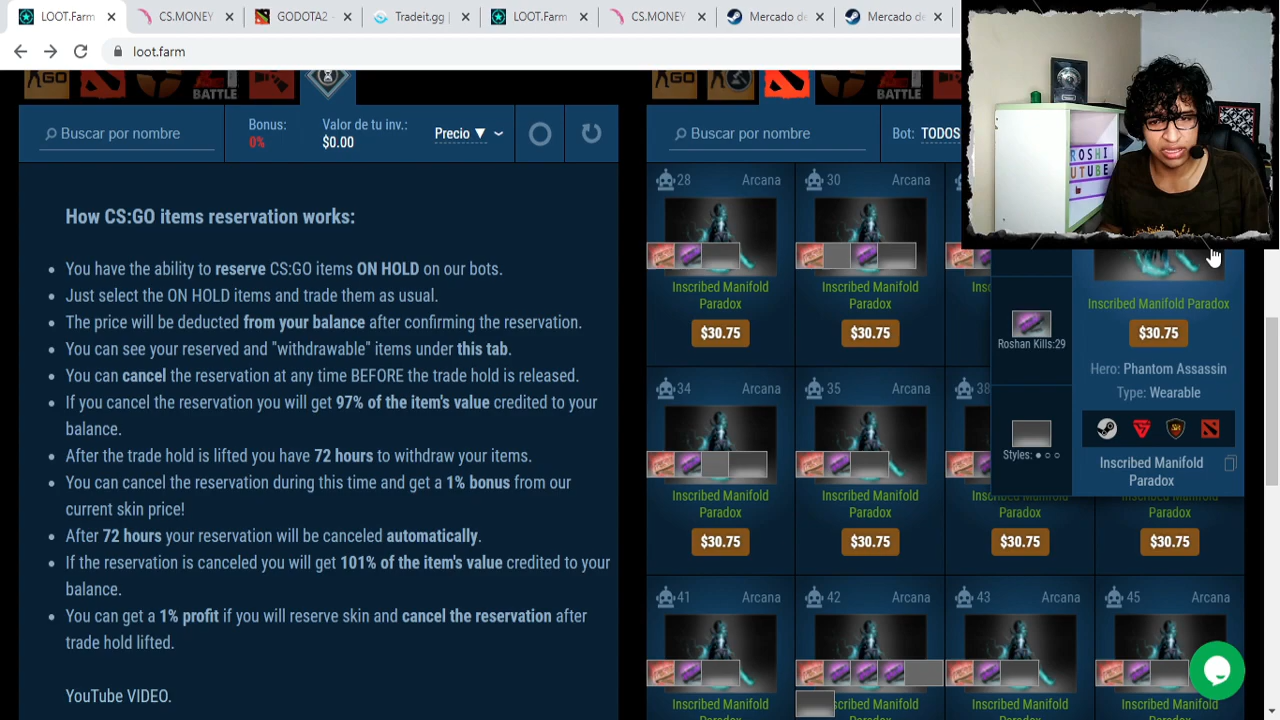 LOOT.Farm
CS.MONEY
GODOTA2 -
Tradeit.gg |
LOOT.Farm
CS.MONEY
Mercado de
Mercado de
loot.farm
GO
BATTLE
GO
BATTLE
Buscar por nombre
Bonus:
0%
Valor de tu inv.:
$0.00
Precio ▼
Buscar por nombre
Bot: TODOS
ROSHI
UTUBE
How CS:GO items reservation works:
You have the ability to reserve CS:GO items ON HOLD on our bots.
Just select the ON HOLD items and trade them as usual.
The price will be deducted from your balance after confirming the reservation.
You can see your reserved and "withdrawable" items under this tab.
You can cancel the reservation at any time BEFORE the trade hold is released.
If you cancel the reservation you will get 97% of the item's value credited to your
balance.
After the trade hold is lifted you have 72 hours to withdraw your items.
You can cancel the reservation during this time and get a 1% bonus from our
current skin price!
After 72 hours your reservation will be canceled automatically.
If the reservation is canceled you will get 101% of the item's value credited to your
balance.
You can get a 1% profit if you will reserve skin and cancel the reservation after
trade hold lifted.
YouTube VIDEO.
28 Arcana
Inscribed Manifold
Paradox
$30.75
30 Arcana
Inscribed Manifold
Paradox
$30.75
Roshan Kills:29
Styles: ● ○ ○
Inscribed Manifold Paradox
$30.75
Hero: Phantom Assassin
Type: Wearable
Inscribed Manifold
Paradox
34 Arcana
Inscribed Manifold
Paradox
$30.75
35 Arcana
Inscribed Manifold
Paradox
$30.75
38
Inscribed Manifold
Paradox
$30.75
Paradox
$30.75
41 Arcana
Inscribed Manifold
42 Arcana
scribed Manifold
43 Arcana
Inscribed Manifold
45 Arcana
Inscribed Manifold